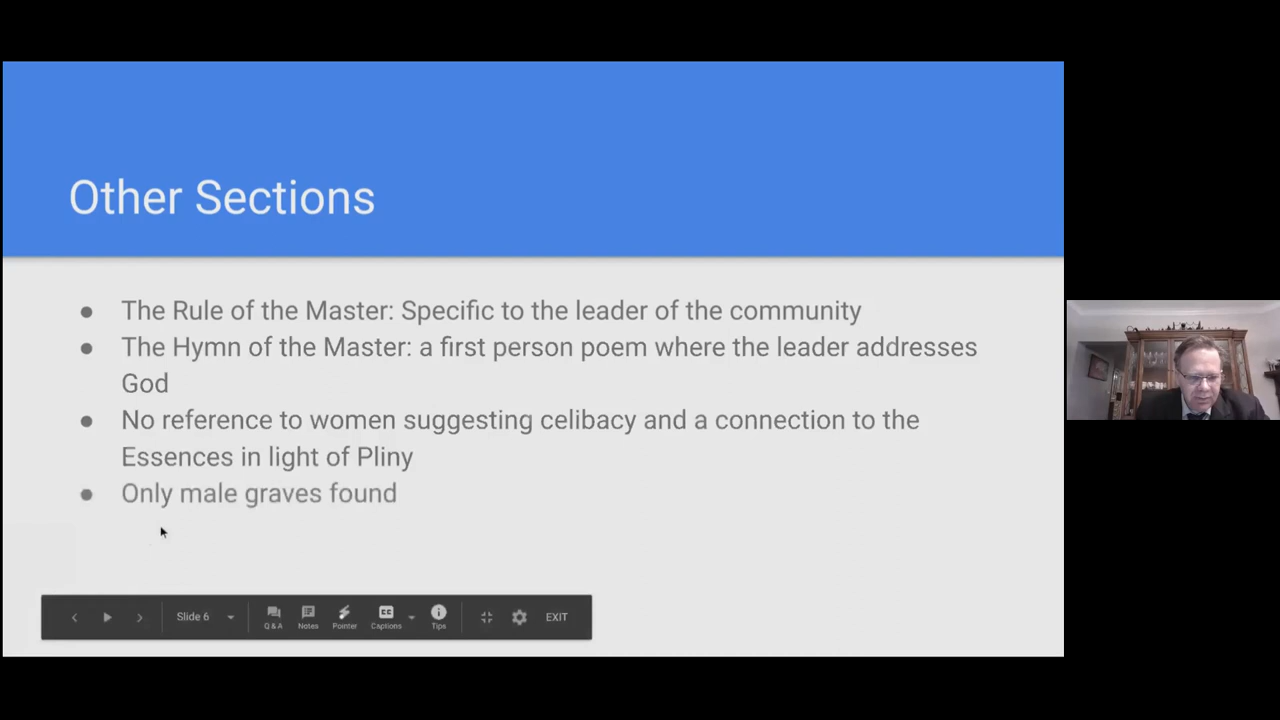 Other Sections
● The Rule of the Master: Specific to the leader of the community
● The Hymn of the Master: a first person poem where the leader addresses
God
● No reference to women suggesting celibacy and a connection to the
Essences in light of Pliny
● Only male graves found
Slide 6
Q & A
Notes
Pointer
Captions
Tips
EXIT